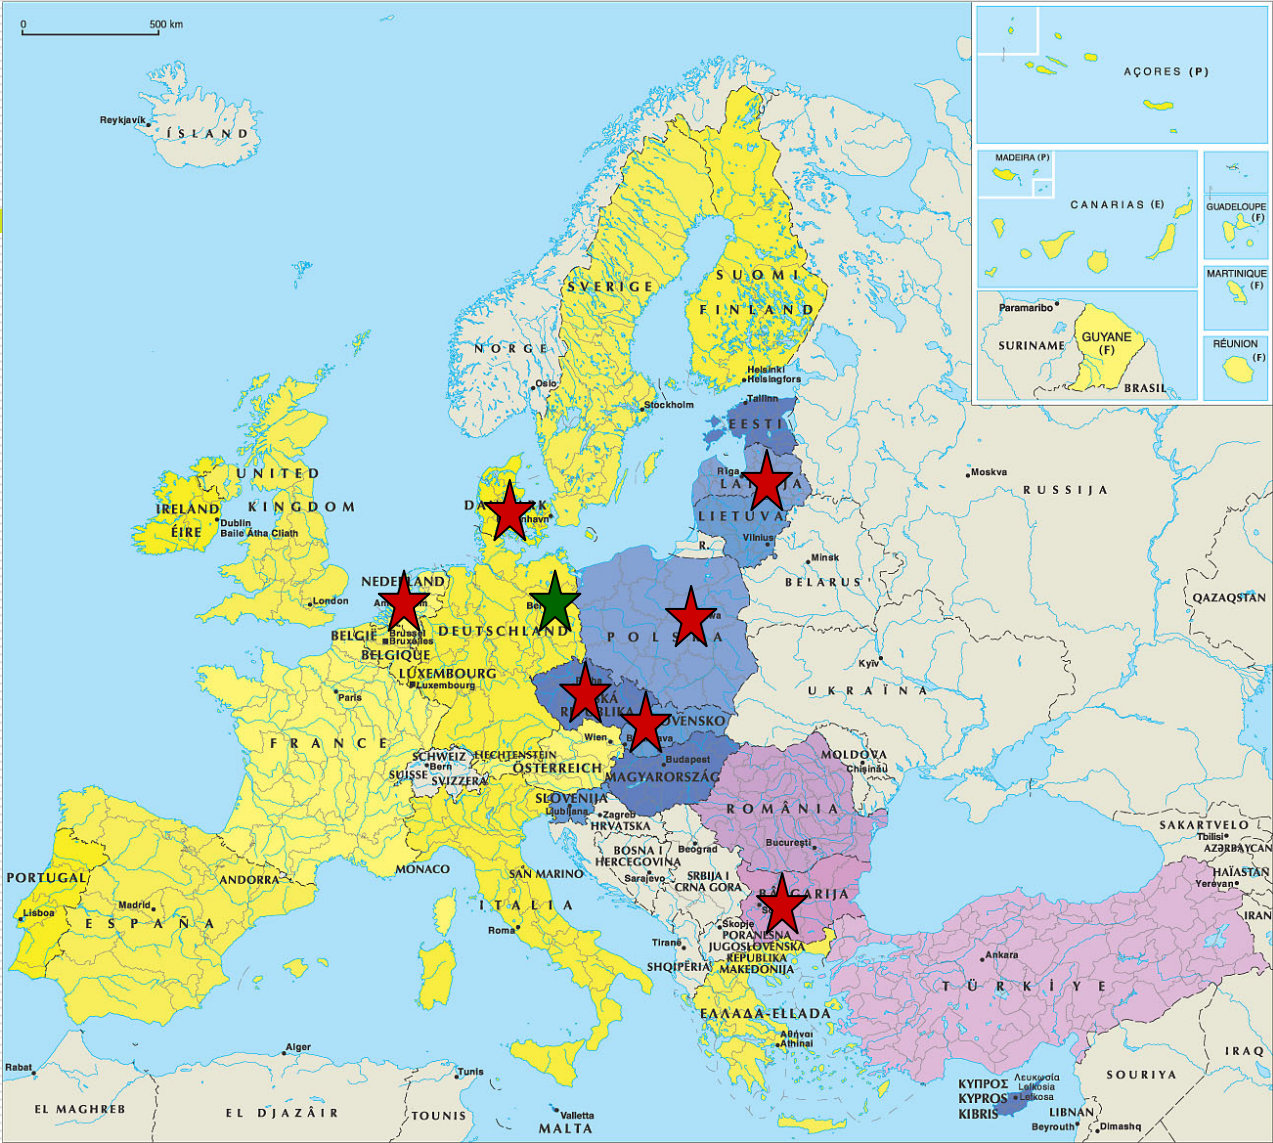 0
500 km
AÇORES (P)
MADEIRA (P)
CANARIAS (E)
GUADELOUPE
(F)
MARTINIQUE
(F)
Paramaribo
SURINAME
GUYANE
(F)
BRASIL
RÉUNION
(F)
Reykjavík
ÍSLAND
SVERIGE
SUOMI
FINLAND
NORGE
Oslo
Helsinki
Helsingfors
Stockholm
Tallinn
EESTI
Rīga
LIETUVA
Vilnius
R.
Moskva
RUSSIJA
Minsk
BELARUS'
QAZAQSTAN
UNITED
KINGDOM
IRELAND
ÉIRE
Dublin
Baile Átha Cliath
London
BELGIË
Brussel
Bruxelles
BELGIQUE
DEUTSCHLAND
LUXEMBOURG
Luxembourg
Paris
FRANCE
Kyïv
UKRAÏNA
Wien
LIECHTENSTEIN
ÖSTERREICH
SCHWEIZ
Bern
SUISSE
SVIZZERA
Budapest
MAGYARORSZÁG
MOLDOVA
Chişinău
SLOVENIJA
Ljubljana
Zagreb
HRVATSKA
ROMÂNIA
Bucureşti
BOSNA I
HERCEGOVINA
Sarajevo
Beograd
SRBIJA I
CRNA GORA
SAKARTVELO
Tbilisi
AZƏRBAYCAN
HAÏASTAN
Yerevan
IRAN
MONACO
SAN MARINO
ANDORRA
PORTUGAL
Lisboa
Madrid
ESPAÑA
ITALIA
Roma
Skopje
PORANESNA
JUGOSLOVENSKA
REPUBLIKA
MAKEDONIJA
Tiranë
SHQIPËRIA
Ankara
TÜRKİYE
ΕΛΛΑΔΑ-ELLADA
Αθήναι
Athinai
Rabat
Alger
Tunis
EL MAGHREB
EL DJAZÂIR
TOUNIS
Valletta
MALTA
ΚΥΠΡΟΣ
KYPROS
KIBRIS
Λευκωσία
Lefkosia
Lefkosa
LIBNAN
Beyrouth
Dimashq
SOURIYA
IRAQ